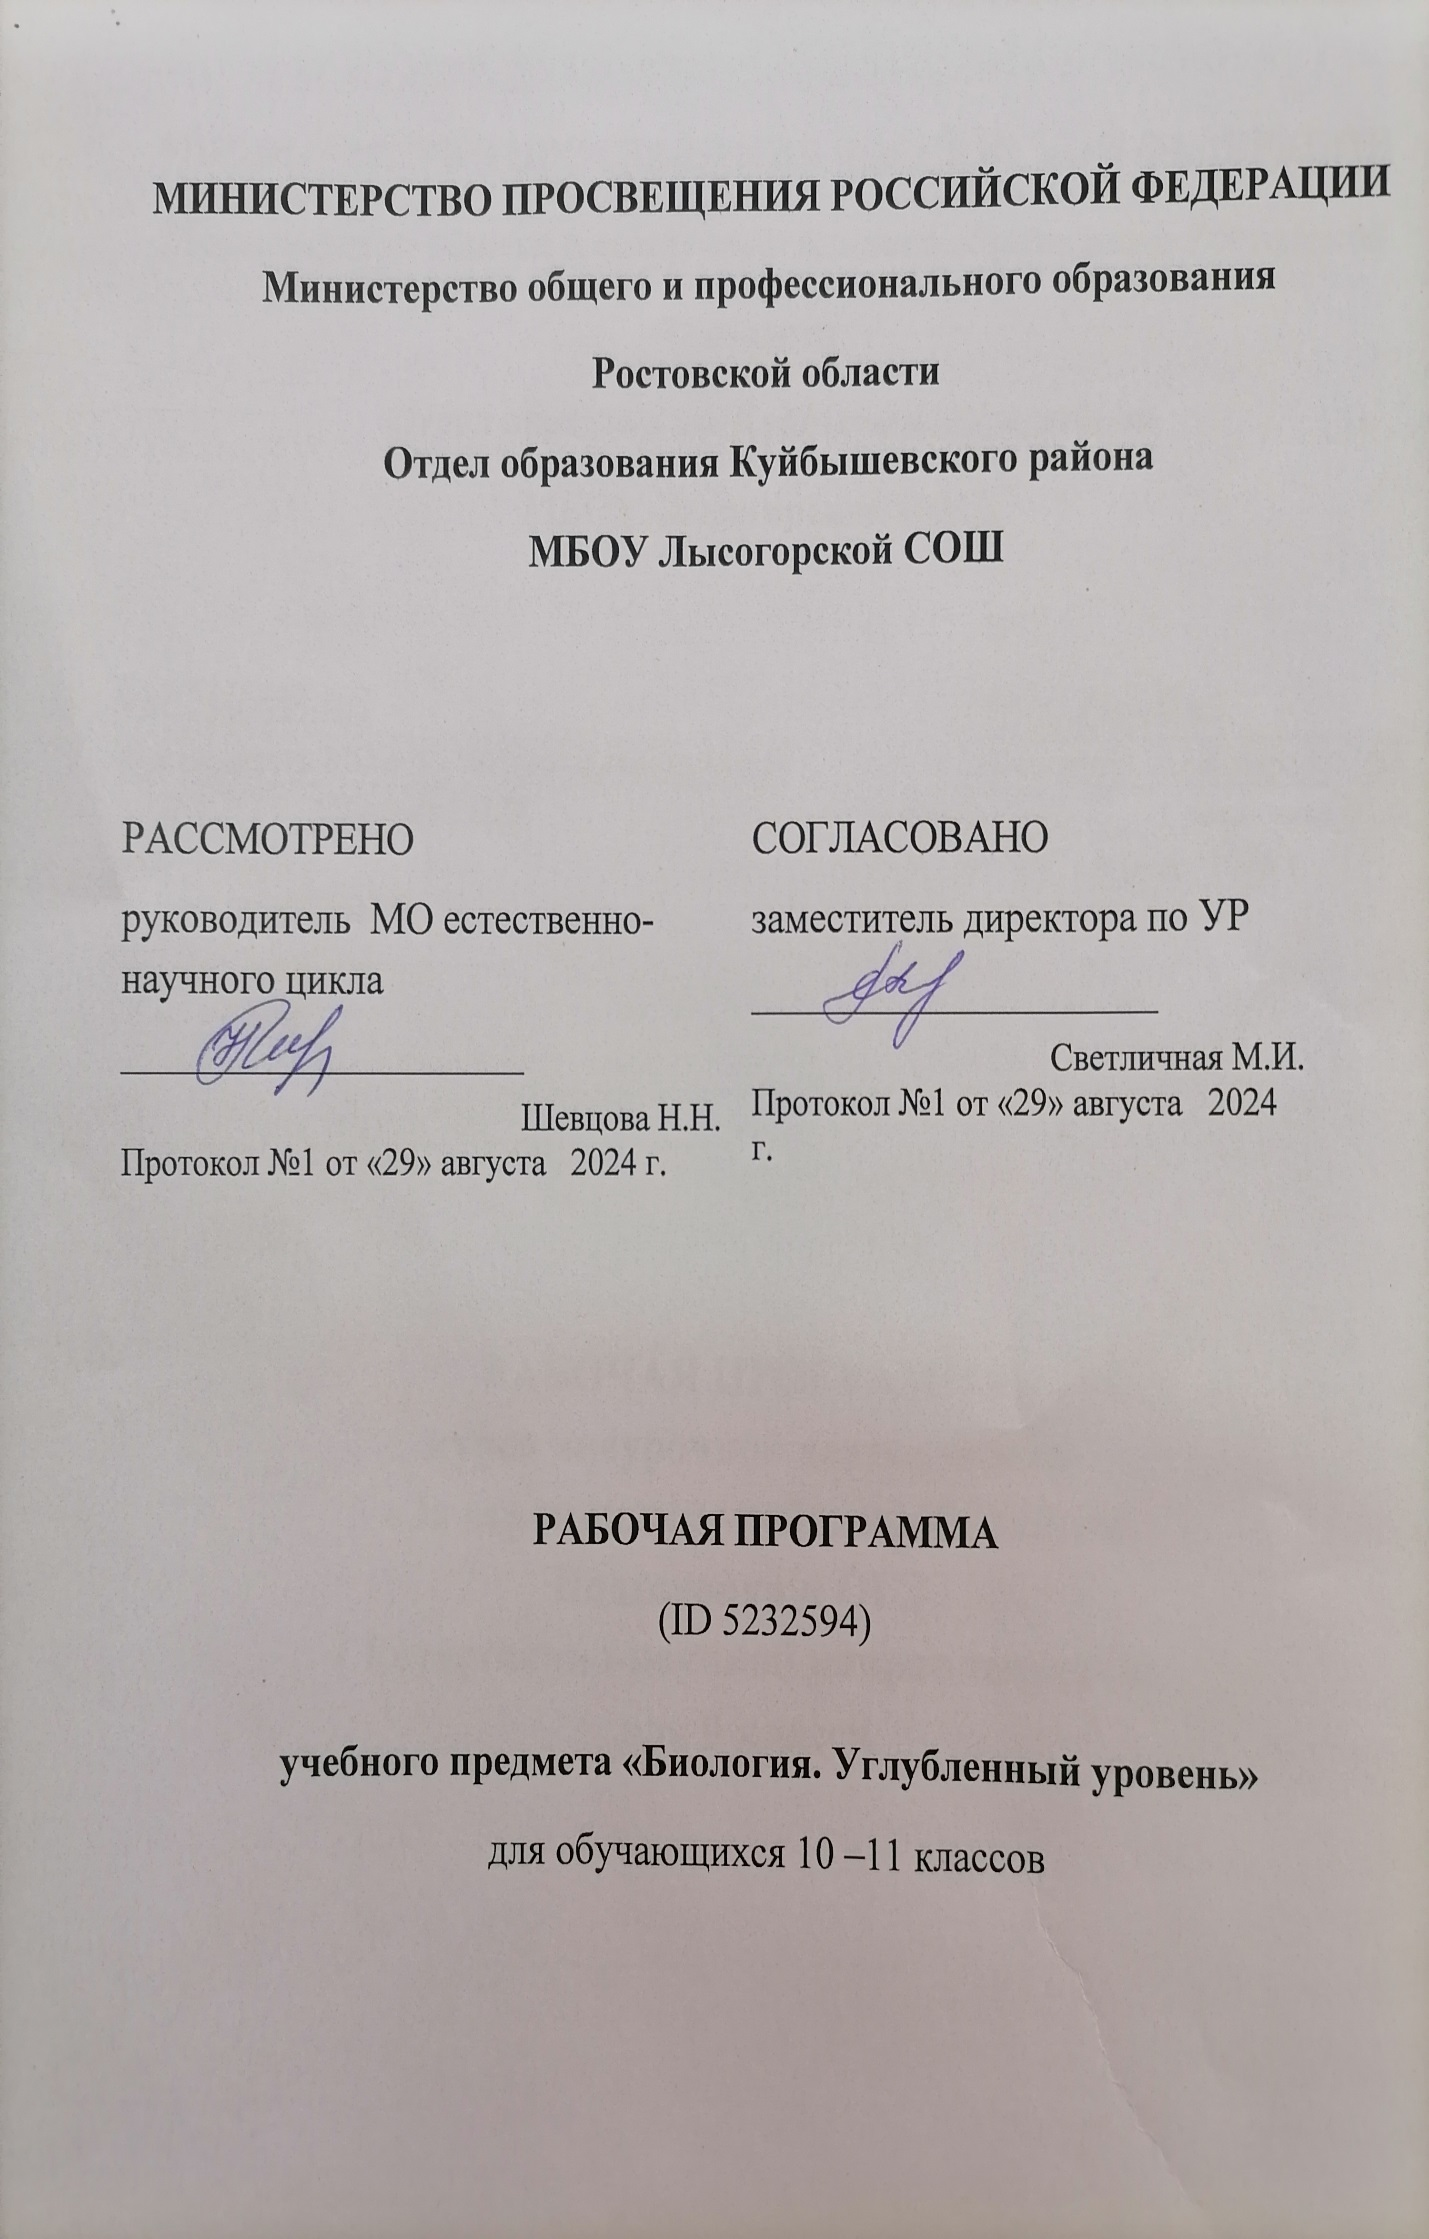 МИНИСТЕРСТВО ПРОСВЕЩЕНИЯ РОССИЙСКОЙ ФЕДЕРАЦИИ
Министерство общего и профессионального образования
Ростовской области
Отдел образования Куйбышевского района
МБОУ Лысогорской СОШ
РАССМОТРЕНО
руководитель МО естественно-
научного цикла
Шевцова Н.Н.
Протокол №1 от «29» августа 2024 г.
СОГЛАСОВАНО
заместитель директора по УР
Светличная М.И.
Протокол №1 от «29» августа 2024
г.
РАБОЧАЯ ПРОГРАММА
(ID 5232594)
учебного предмета «Биология. Углубленный уровень»
для обучающихся 10 –11 классов